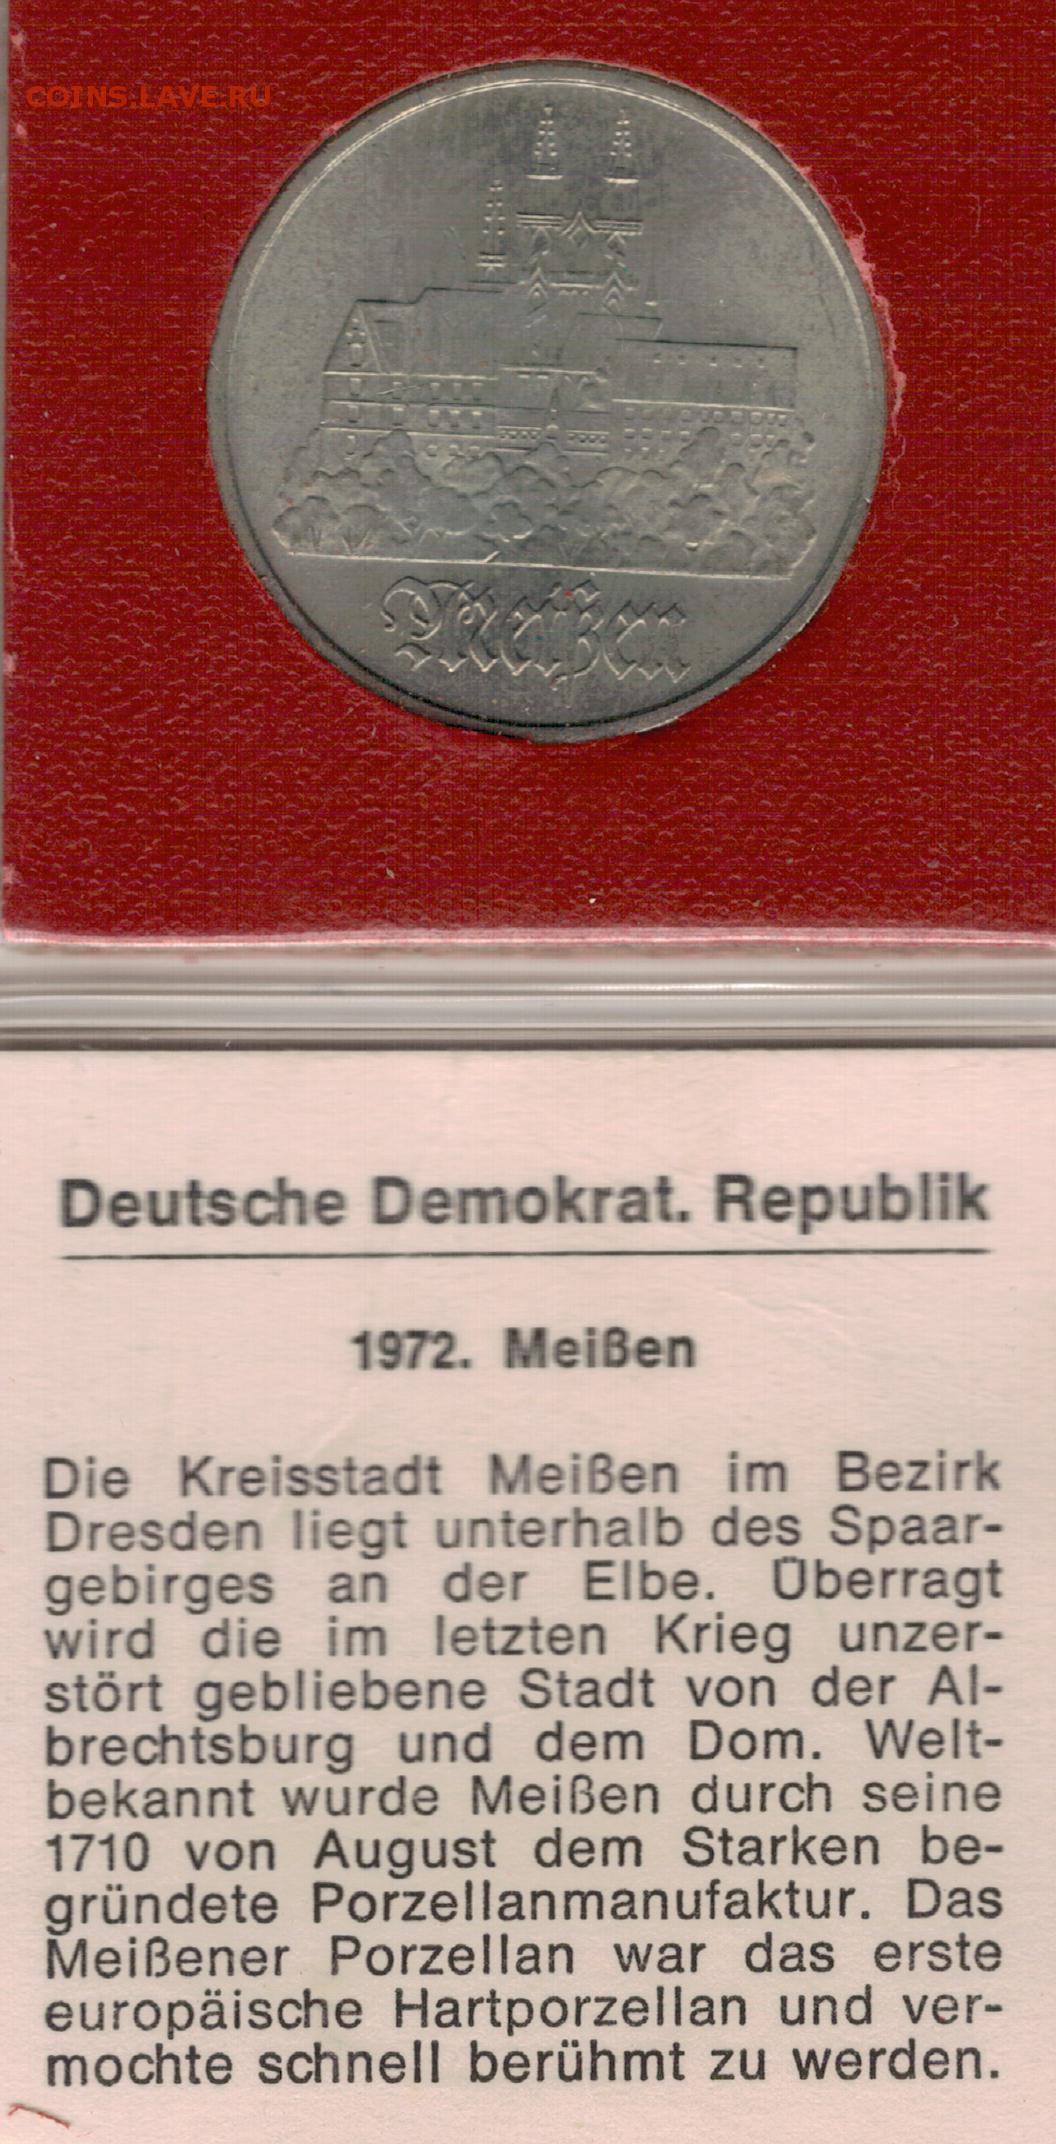 COINS.LAVE.RU
Meißen
Deutsche Demokrat. Republik
1972. Meißen
Die Kreisstadt Meißen im Bezirk
Dresden liegt unterhalb des Spaar-
gebirges an der Elbe. Überragt
wird die im letzten Krieg unzer-
stört gebliebene Stadt von der Al-
brechtsburg und dem Dom. Welt-
bekannt wurde Meißen durch seine
1710 von August dem Starken be-
gründete Porzellanmanufaktur. Das
Meißener Porzellan war das erste
europäische Hartporzellan und ver-
mochte schnell berühmt zu werden.